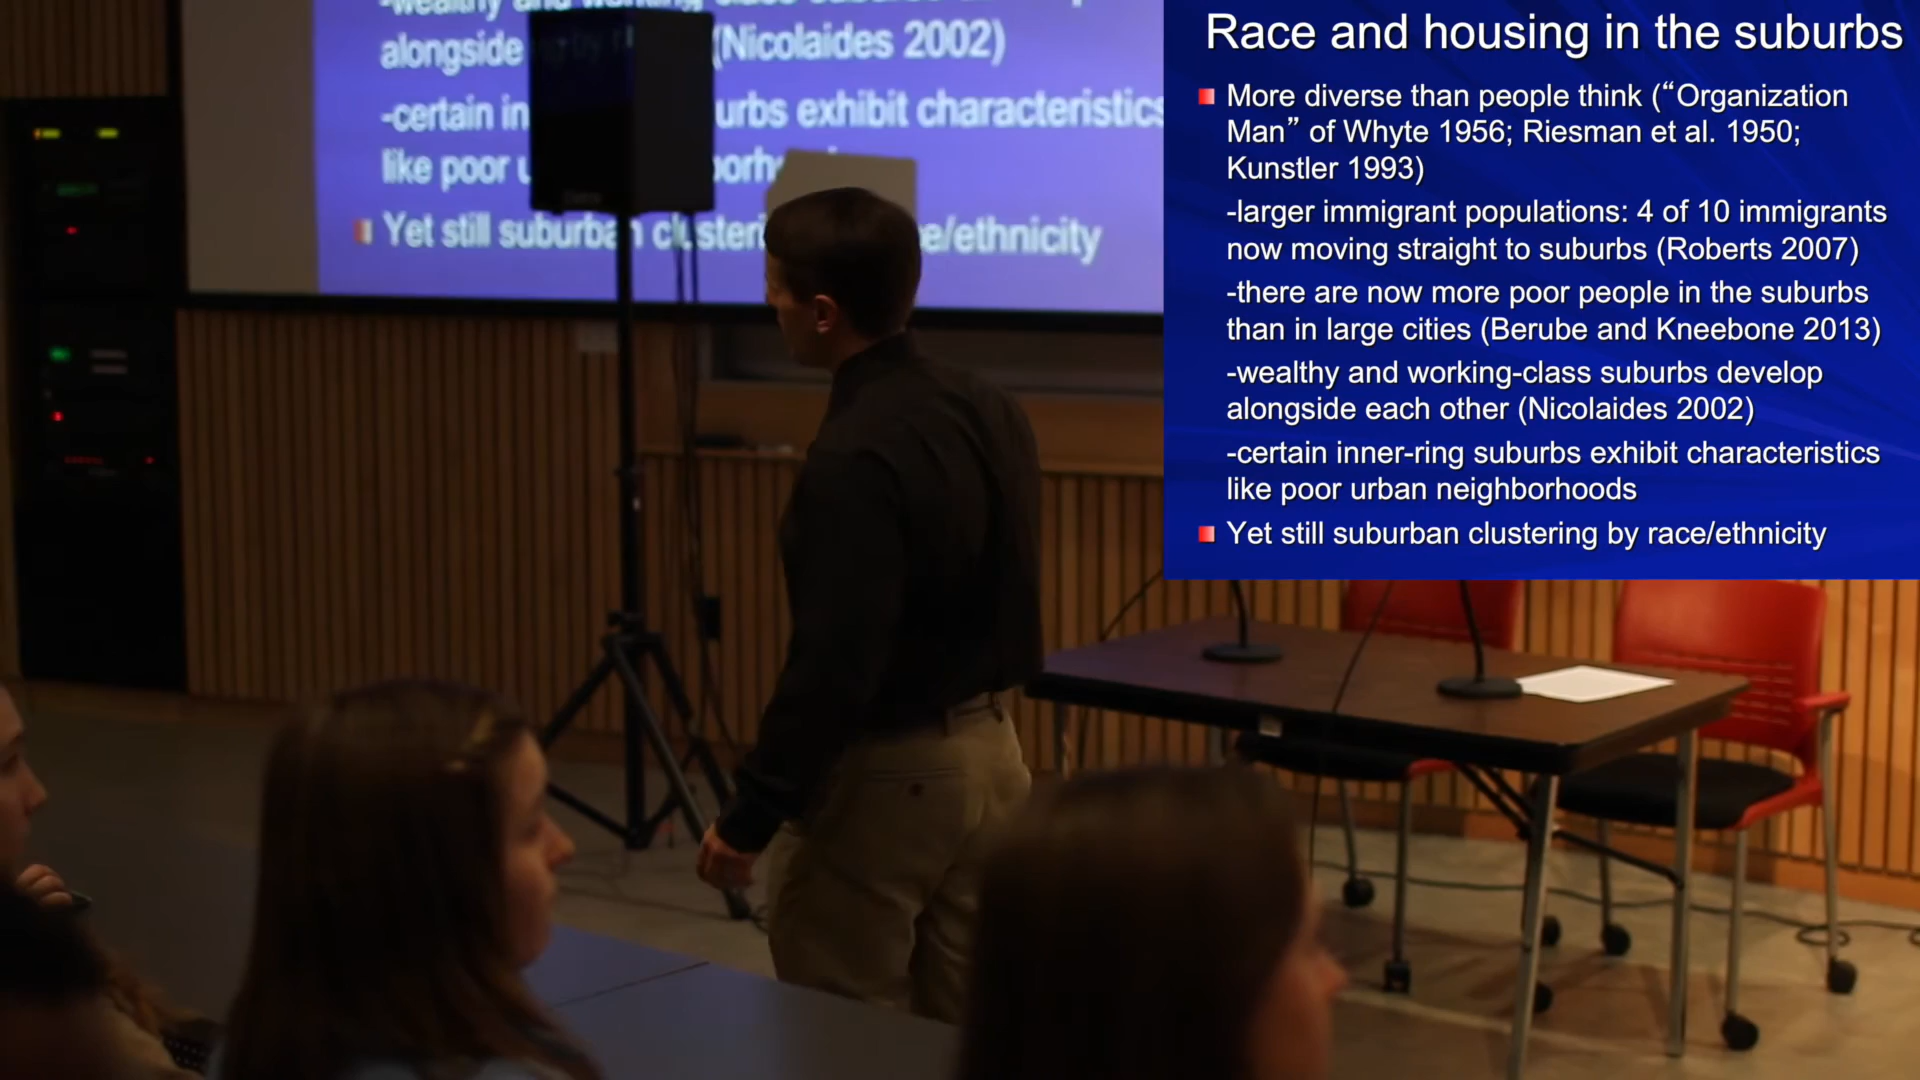 alongside
(Nicolaides 2002)
-certain in
urbs exhibit characteristics
like poor
Yet still suburba
e/ethnicity
Race and housing in the suburbs
More diverse than people think (“Organization
Man” of Whyte 1956; Riesman et al. 1950;
Kunstler 1993)
-larger immigrant populations: 4 of 10 immigrants
now moving straight to suburbs (Roberts 2007)
-there are now more poor people in the suburbs
than in large cities (Berube and Kneebone 2013)
-wealthy and working-class suburbs develop
alongside each other (Nicolaides 2002)
-certain inner-ring suburbs exhibit characteristics
like poor urban neighborhoods
Yet still suburban clustering by race/ethnicity